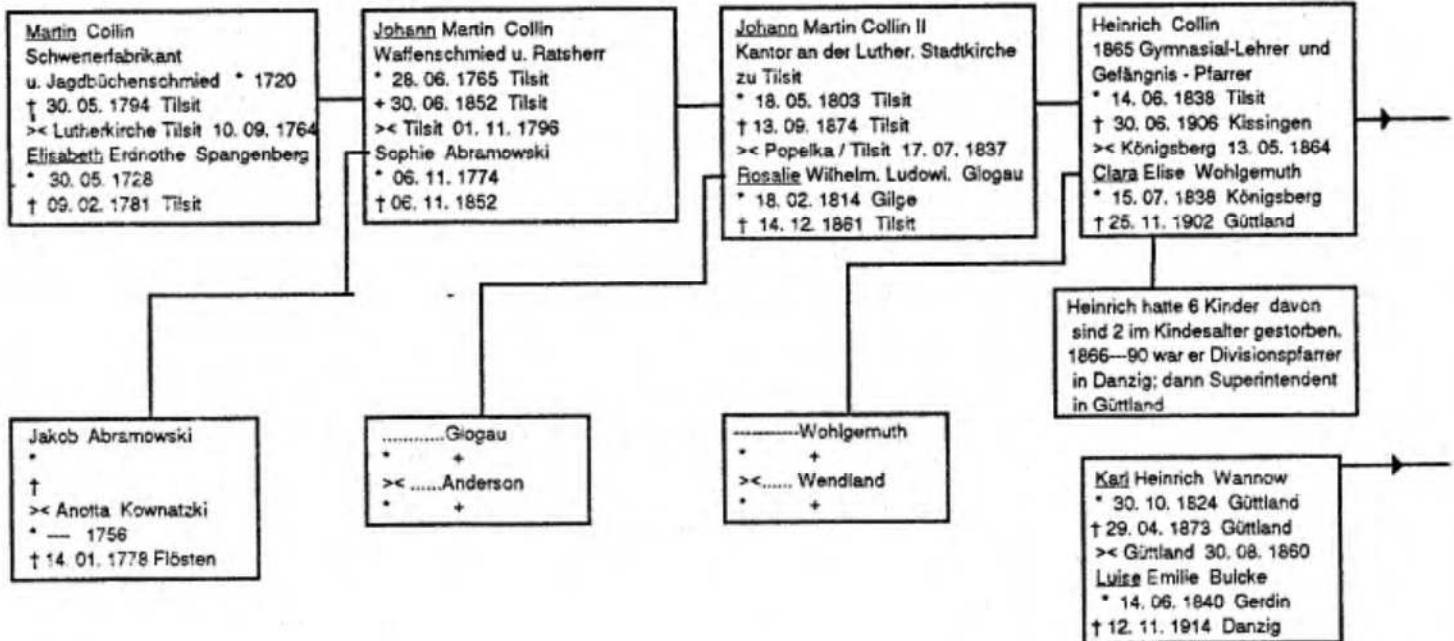 Martin Collin
Schwerterfabrikant
u. Jagdbüchenschmied * 1720
† 30. 05. 1794 Tilsit
>< Lutherkirche Tilsit 10. 09. 1764
Elisabeth Erdnothe Spangenberg
* 30. 05. 1728
† 09. 02. 1781 Tilsit
Johann Martin Collin
Waffenschmied u. Ratsherr
* 28. 06. 1765 Tilsit
+ 30. 06. 1852 Tilsit
>< Tilsit 01. 11. 1796
Sophie Abramowski
* 06. 11. 1774
† 06. 11. 1852
Johann Martin Collin II
Kantor an der Luther. Stadtkirche
zu Tilsit
* 18. 05. 1803 Tilsit
† 13. 09. 1874 Tilsit
>< Popelka / Tilsit 17. 07. 1837
Rosalie Wilhelm. Ludowi. Glogau
* 18. 02. 1814 Gilge
† 14. 12. 1861 Tilsit
Heinrich Collin
1865 Gymnasial-Lehrer und
Gefängnis - Pfarrer
* 14. 06. 1838 Tilsit
† 30. 06. 1906 Kissingen
>< Königsberg 13. 05. 1864
Clara Elise Wohlgemuth
* 15. 07. 1838 Königsberg
† 25. 11. 1902 Güttland
Heinrich hatte 6 Kinder davon
sind 2 im Kindesalter gestorben.
1866---90 war er Divisionspfarrer
in Danzig; dann Superintendent
in Güttland
Jakob Abramowski
*
†
>< Anotta Kownatzki
* --- 1756
† 14. 01. 1778 Flösten
............Glogau
* +
>< ......Anderson
* +
------------Wohlgemuth
* +
><...... Wendland
* +
Karl Heinrich Wannow
* 30. 10. 1824 Güttland
† 29. 04. 1873 Güttland
>< Güttland 30. 08. 1860
Luise Emilie Bulcke
* 14. 06. 1840 Gerdin
† 12. 11. 1914 Danzig